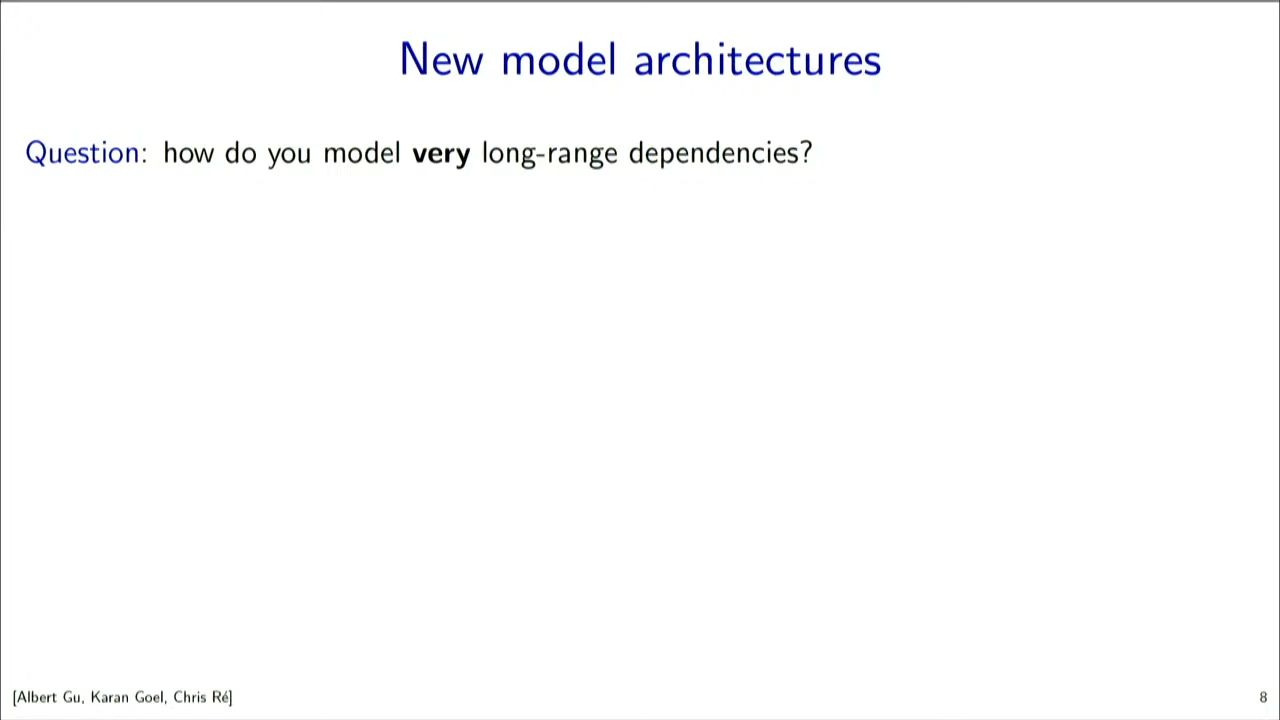 New model architectures
Question: how do you model very long-range dependencies?
[Albert Gu, Karan Goel, Chris Ré]
8